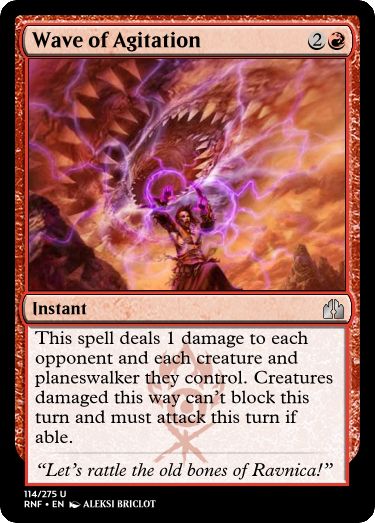 Wave of Agitation 2
Instant
This spell deals 1 damage to each
opponent and each creature and
planeswalker they control. Creatures
damaged this way can't block this
turn and must attack this turn if
able.
“Let's rattle the old bones of Ravnica!”
114/275 U
RNF • EN ALEKSI BRICLOT